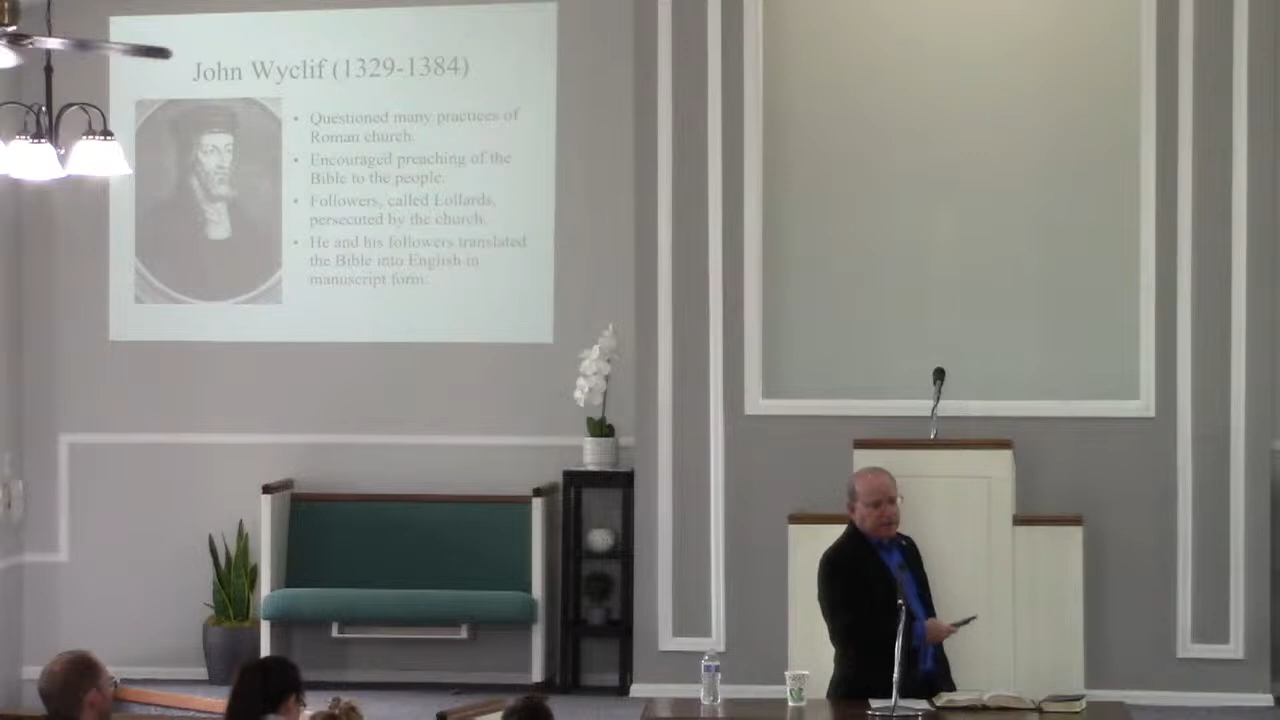 John Wyclif (1329-1384)
• Questioned many practices of
Roman church.
• Encouraged preaching of the
Bible to the people.
• Followers, called Lollards,
persecuted by the church.
• He and his followers translated
the Bible into English in
manuscript form.